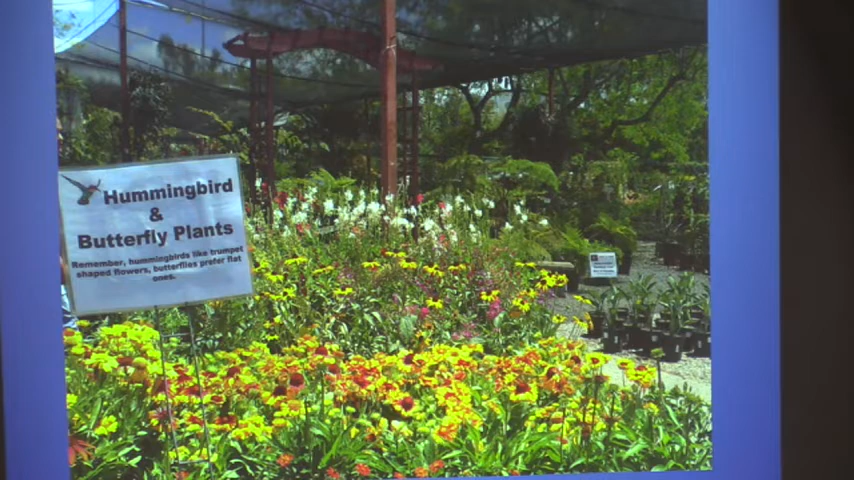 Hummingbird
&
Butterfly Plants
Remember, hummingbirds like trumpet
shaped flowers, butterflies prefer flat
ones.